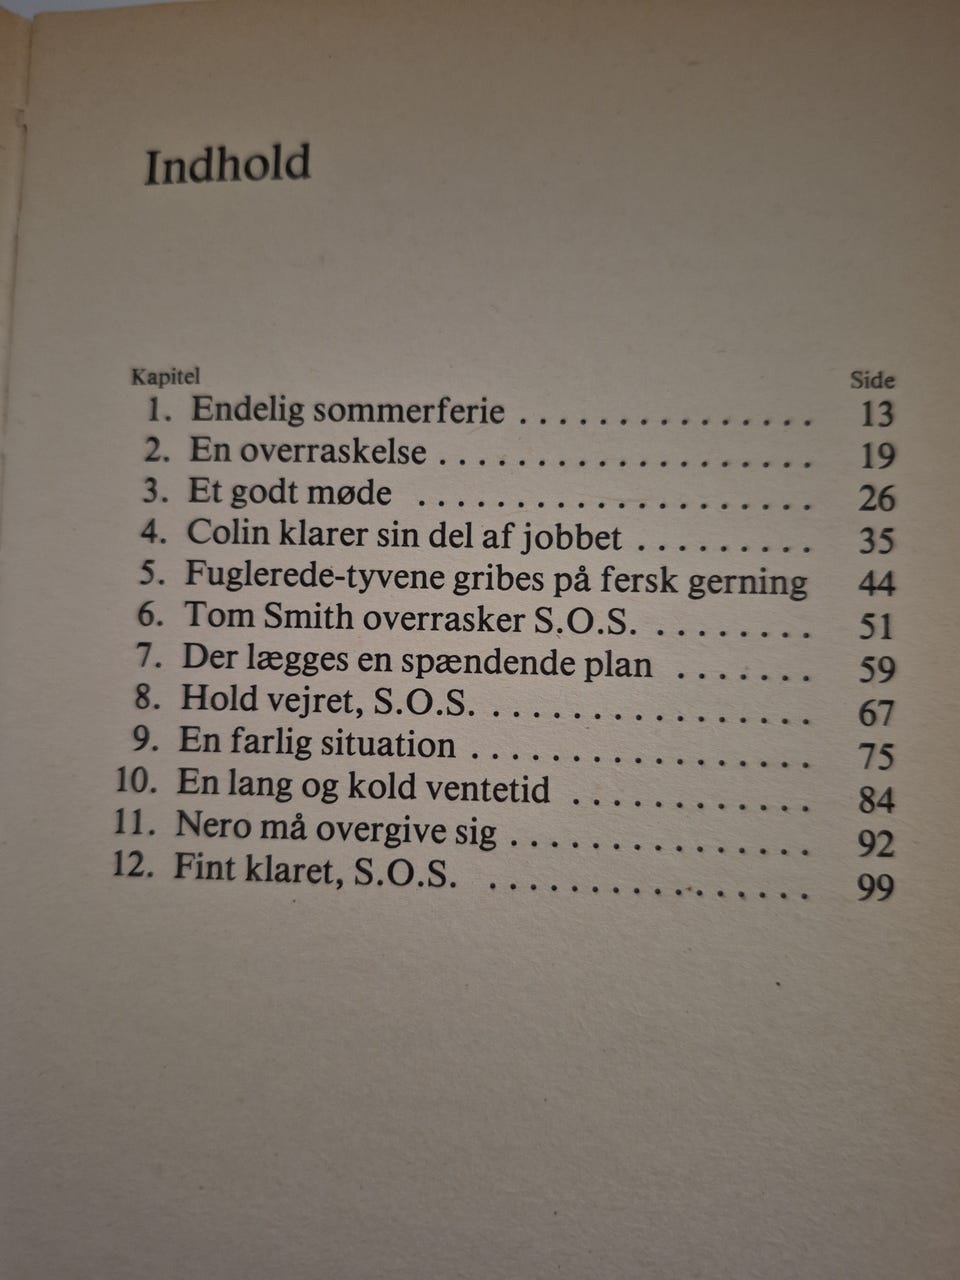 Indhold
Kapitel Side
1. Endelig sommerferie . . . . . . . . . . . . . . . 13
2. En overraskelse . . . . . . . . . . . . . . . . . . . 19
3. Et godt møde . . . . . . . . . . . . . . . . . . . . 26
4. Colin klarer sin del af jobbet . . . . . . . . . 35
5. Fuglerede-tyvene gribes på fersk gerning 44
6. Tom Smith overrasker S.O.S. . . . . . . . . 51
7. Der lægges en spændende plan . . . . . . . 59
8. Hold vejret, S.O.S. . . . . . . . . . . . . . . . . 67
9. En farlig situation . . . . . . . . . . . . . . . . . 75
10. En lang og kold ventetid . . . . . . . . . . . . 84
11. Nero må overgive sig . . . . . . . . . . . . . . . 92
12. Fint klaret, S.O.S. . . . . . . . . . . . . . . . . 99